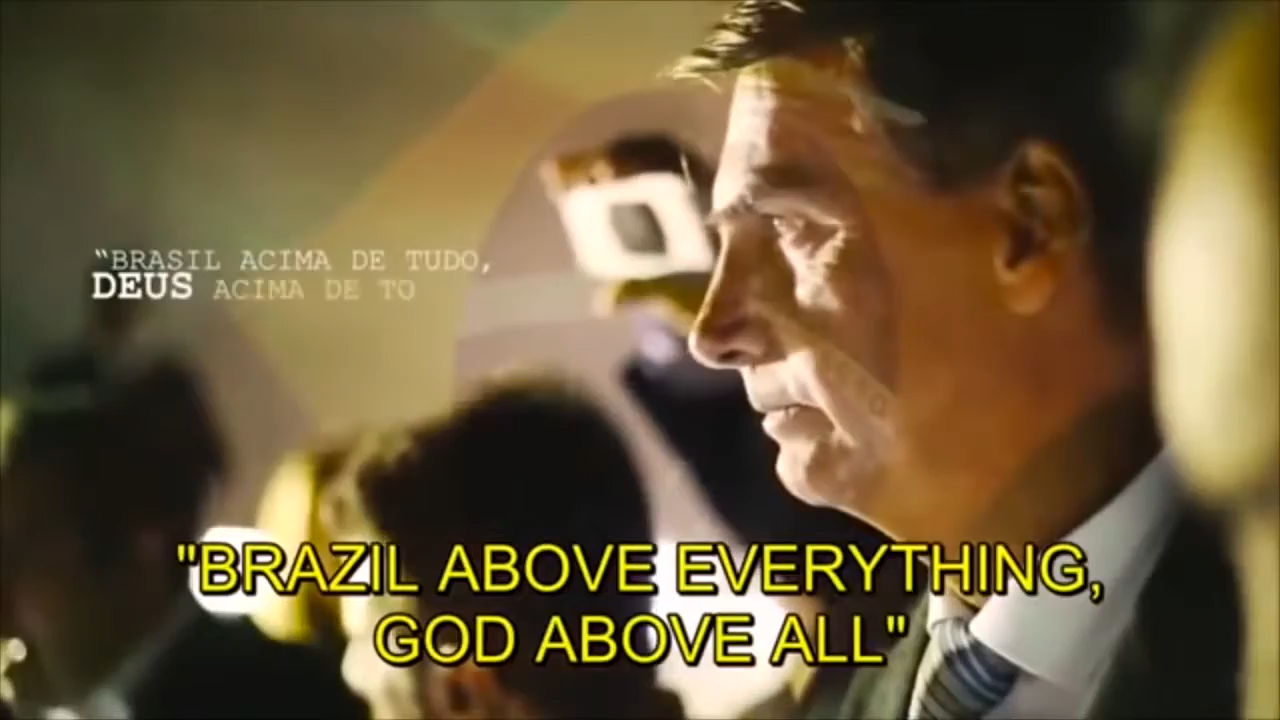 "BRASIL ACIMA DE TUDO,
DEUS ACIMA DE TO
"BRAZIL ABOVE EVERYTHING,
GOD ABOVE ALL"